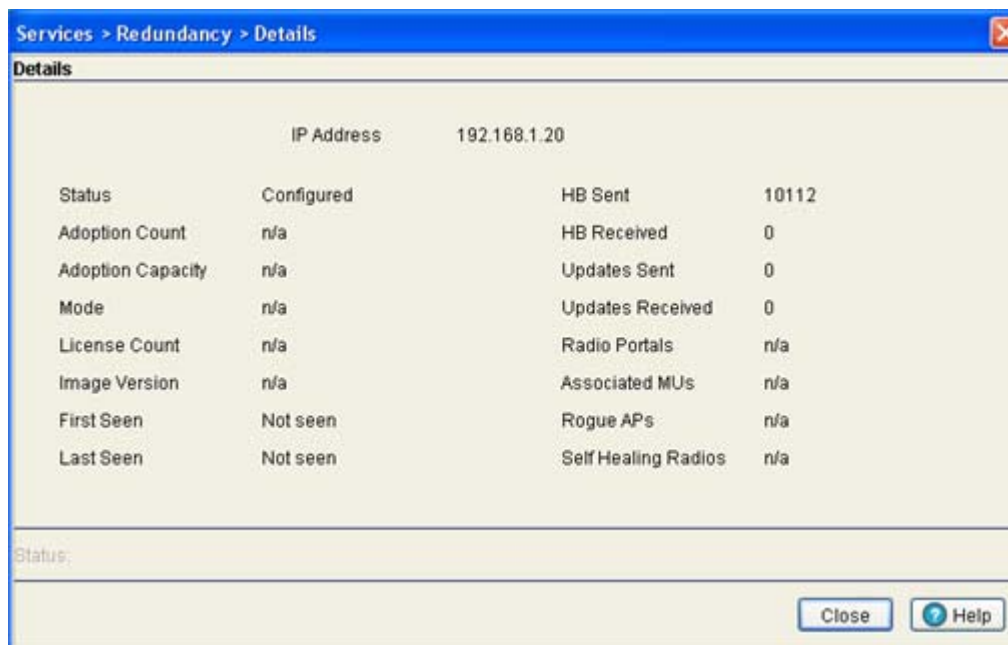 Services > Redundancy > Details
Details
IP Address 192.168.1.20
Status Configured HB Sent 10112
Adoption Count n/a HB Received 0
Adoption Capacity n/a Updates Sent 0
Mode n/a Updates Received 0
License Count n/a Radio Portals n/a
Image Version n/a Associated MUs n/a
First Seen Not seen Rogue APs n/a
Last Seen Not seen Self Healing Radios n/a
Status:
Close ? Help